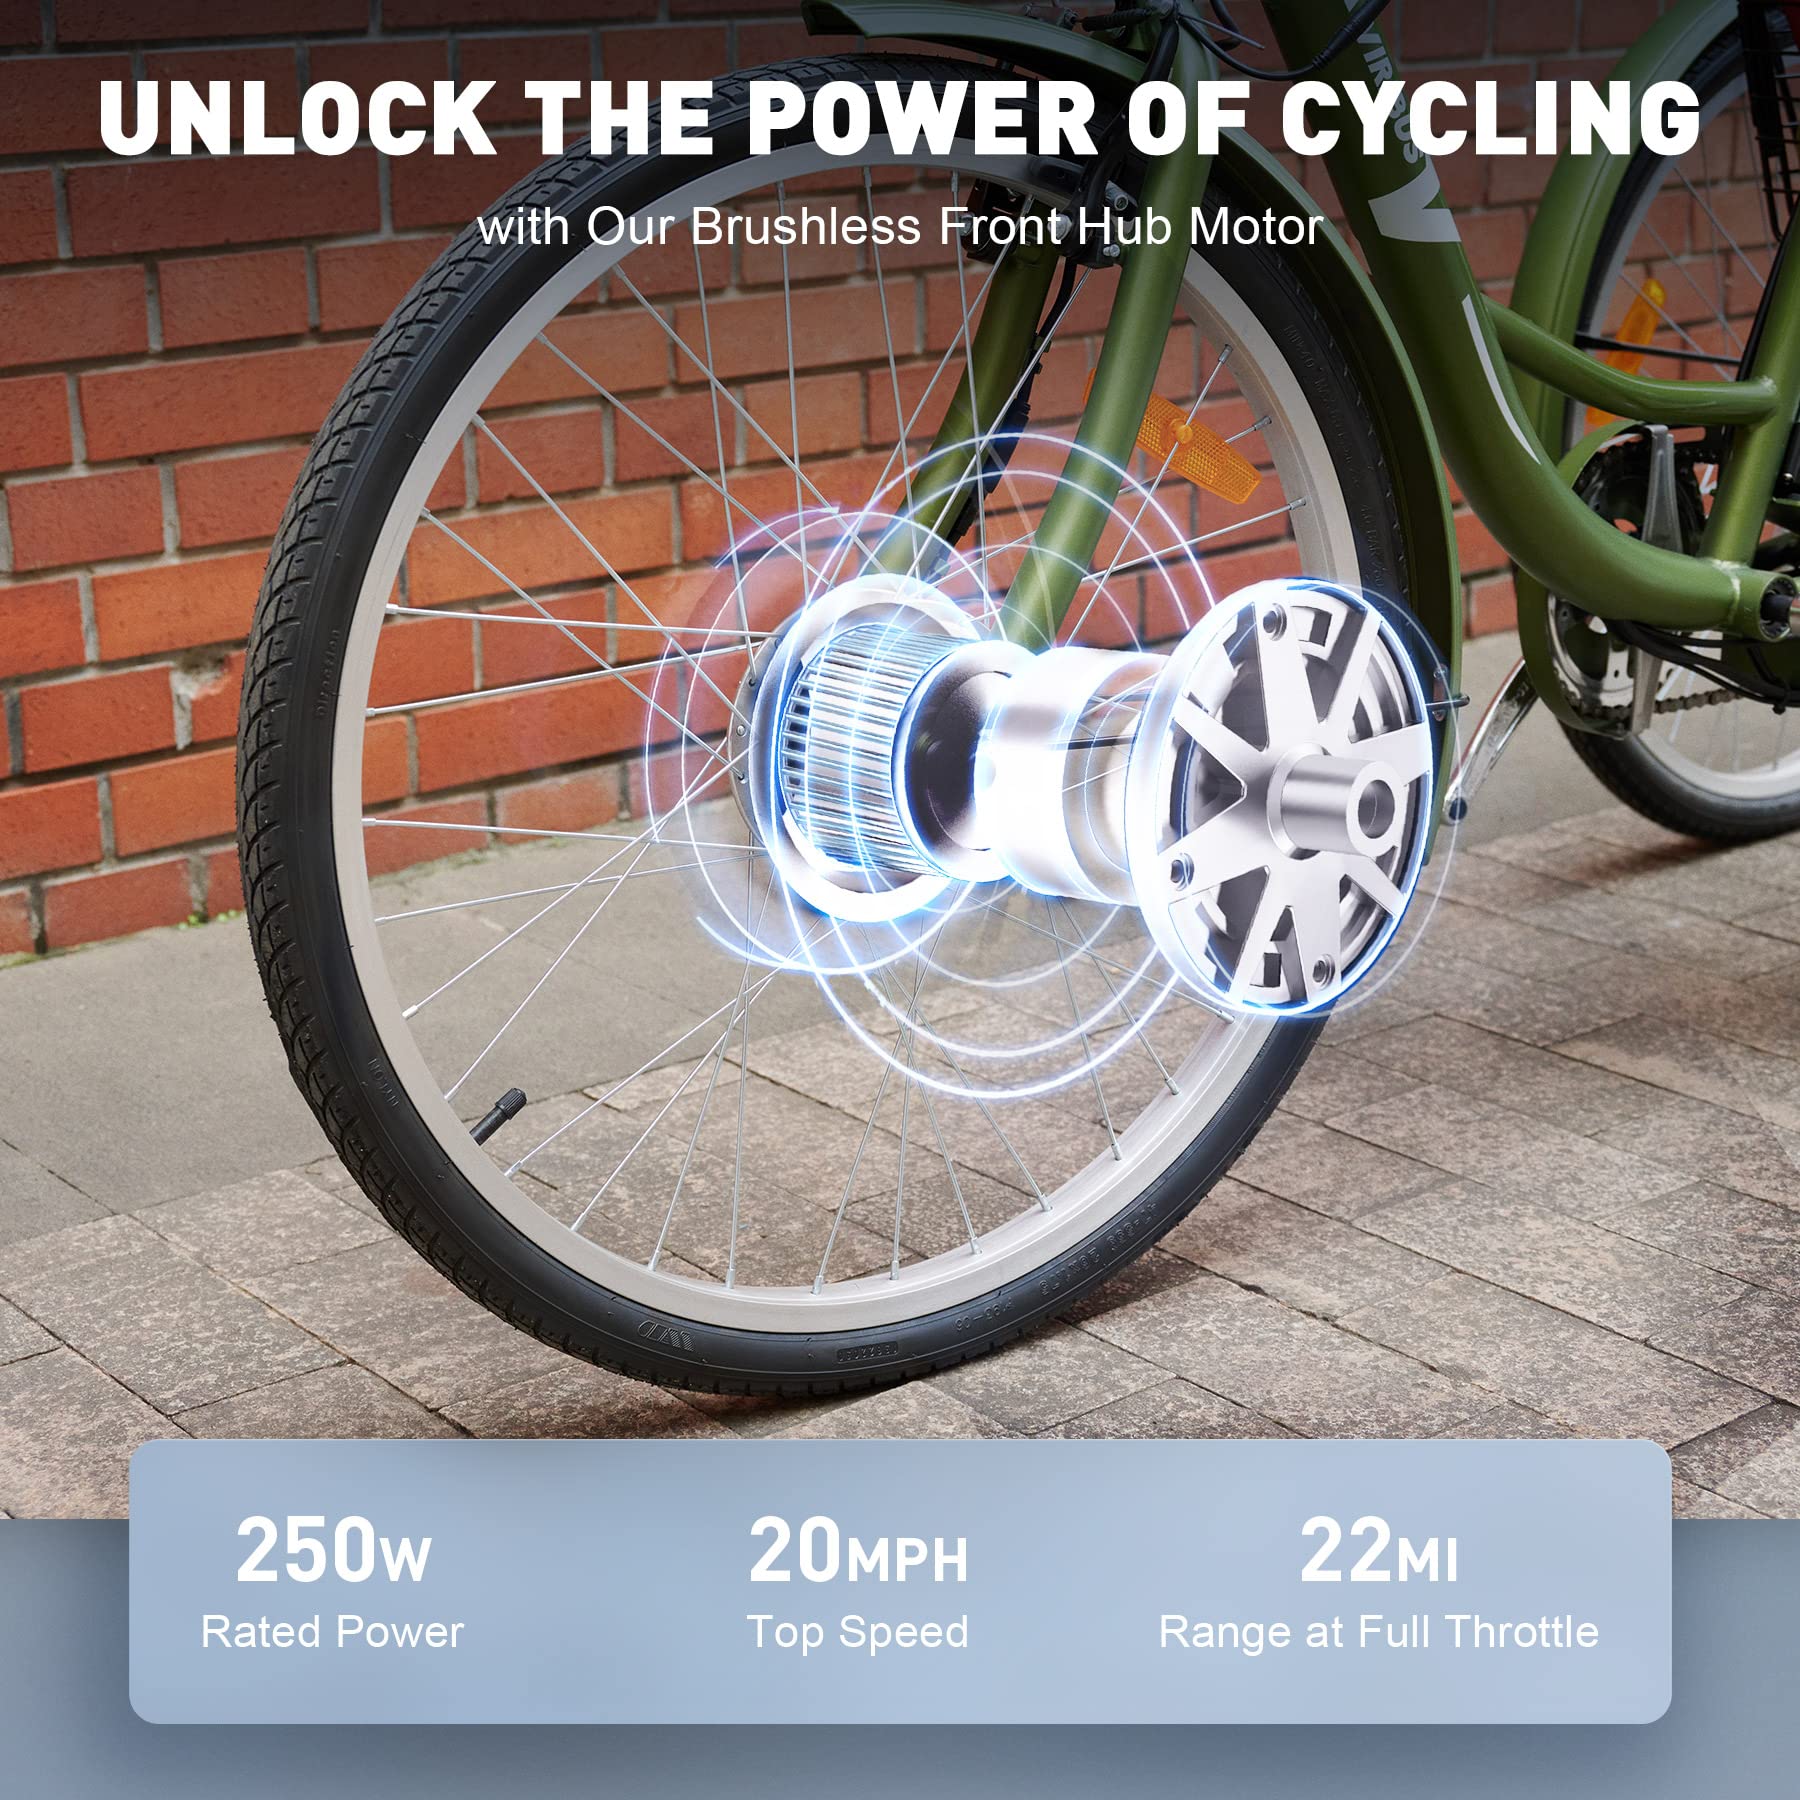 UNLOCK THE POWER OF CYCLING
with Our Brushless Front Hub Motor
VIRIBUS
250W
20MPH
22MI
Rated Power
Top Speed
Range at Full Throttle